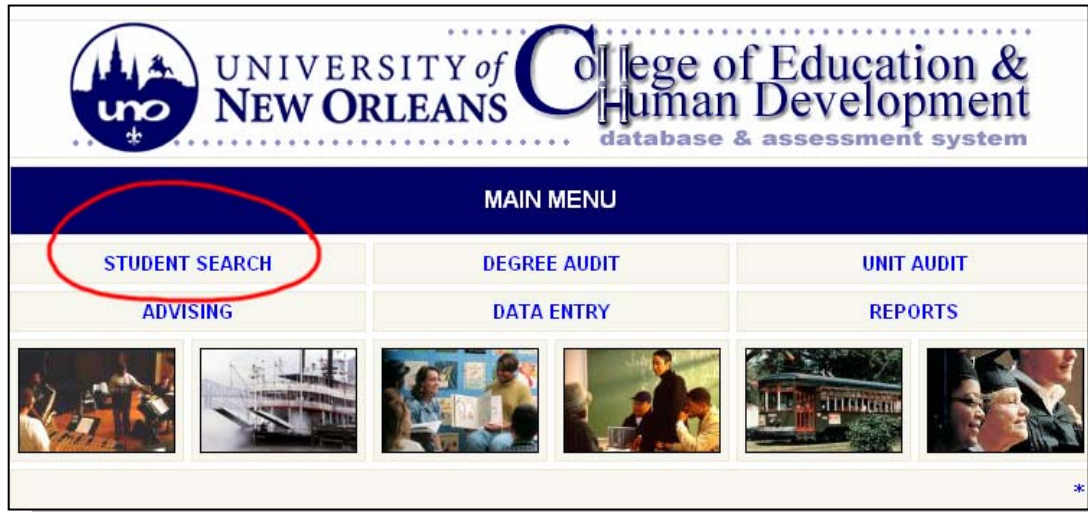 uno
UNIVERSITY of
NEW ORLEANS
College of Education &
Human Development
database & assessment system
MAIN MENU
STUDENT SEARCH DEGREE AUDIT UNIT AUDIT
ADVISING DATA ENTRY REPORTS
*